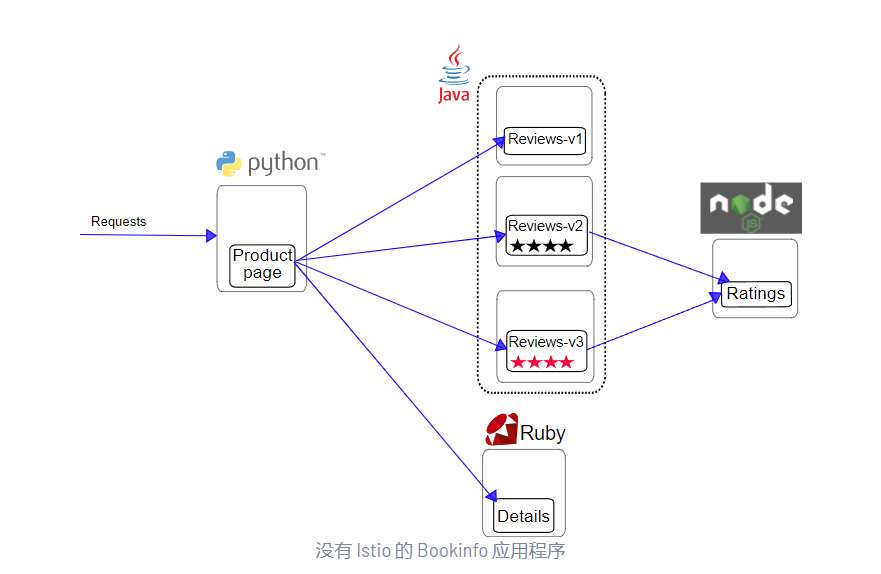 Java
Reviews-v1
python™
node
JS
Requests
Reviews-v2
Product
page
Ratings
Reviews-v3
Ruby
Details
没有 Istio 的 Bookinfo 应用程序